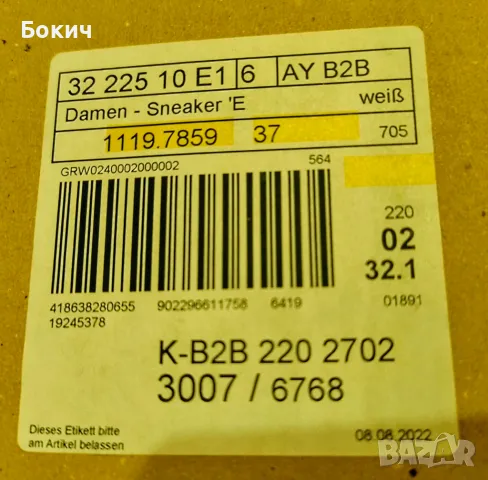 Бокич
32 225 10 E1 6 AY B2B
Damen - Sneaker 'E weiß
1119.7859 37 705
GRW0240002000002 564
220
02
32.1
418638280655 902296611758 6419 01891
19245378
K-B2B 220 2702
3007 / 6768
Dieses Etikett bitte
am Artikel belassen
08.08.2022
BAZAR